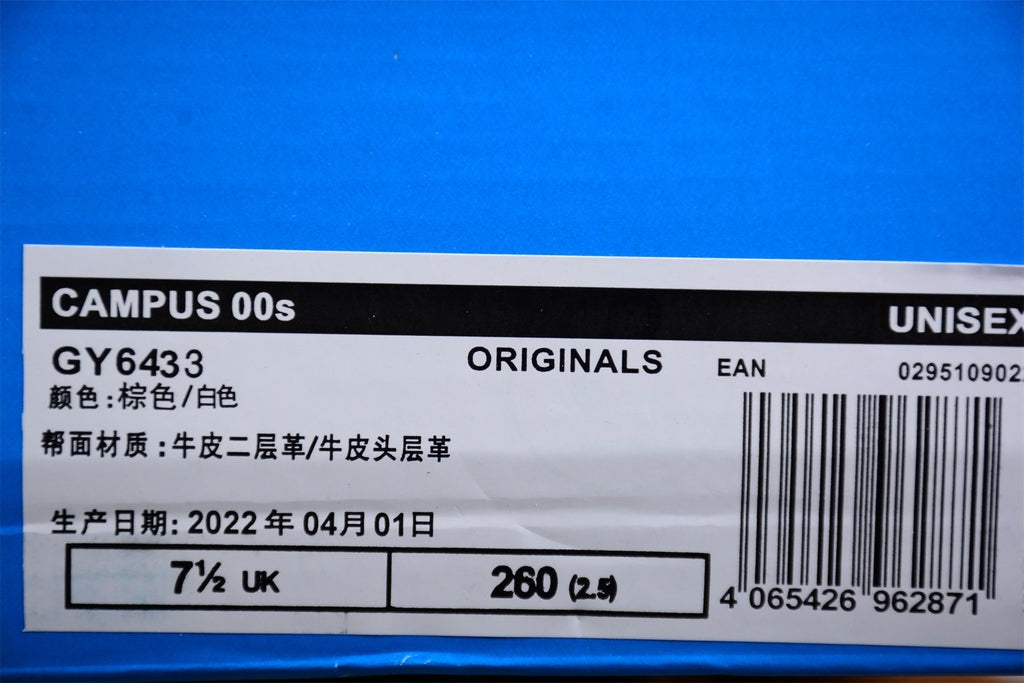 CAMPUS 00s UNISEX
GY6433 ORIGINALS EAN 029510902
颜色:棕色/白色
帮面材质:牛皮二层革/牛皮头层革
生产日期: 2022年 04月01日
7½ UK 260 (2.5)
4 065426 962871